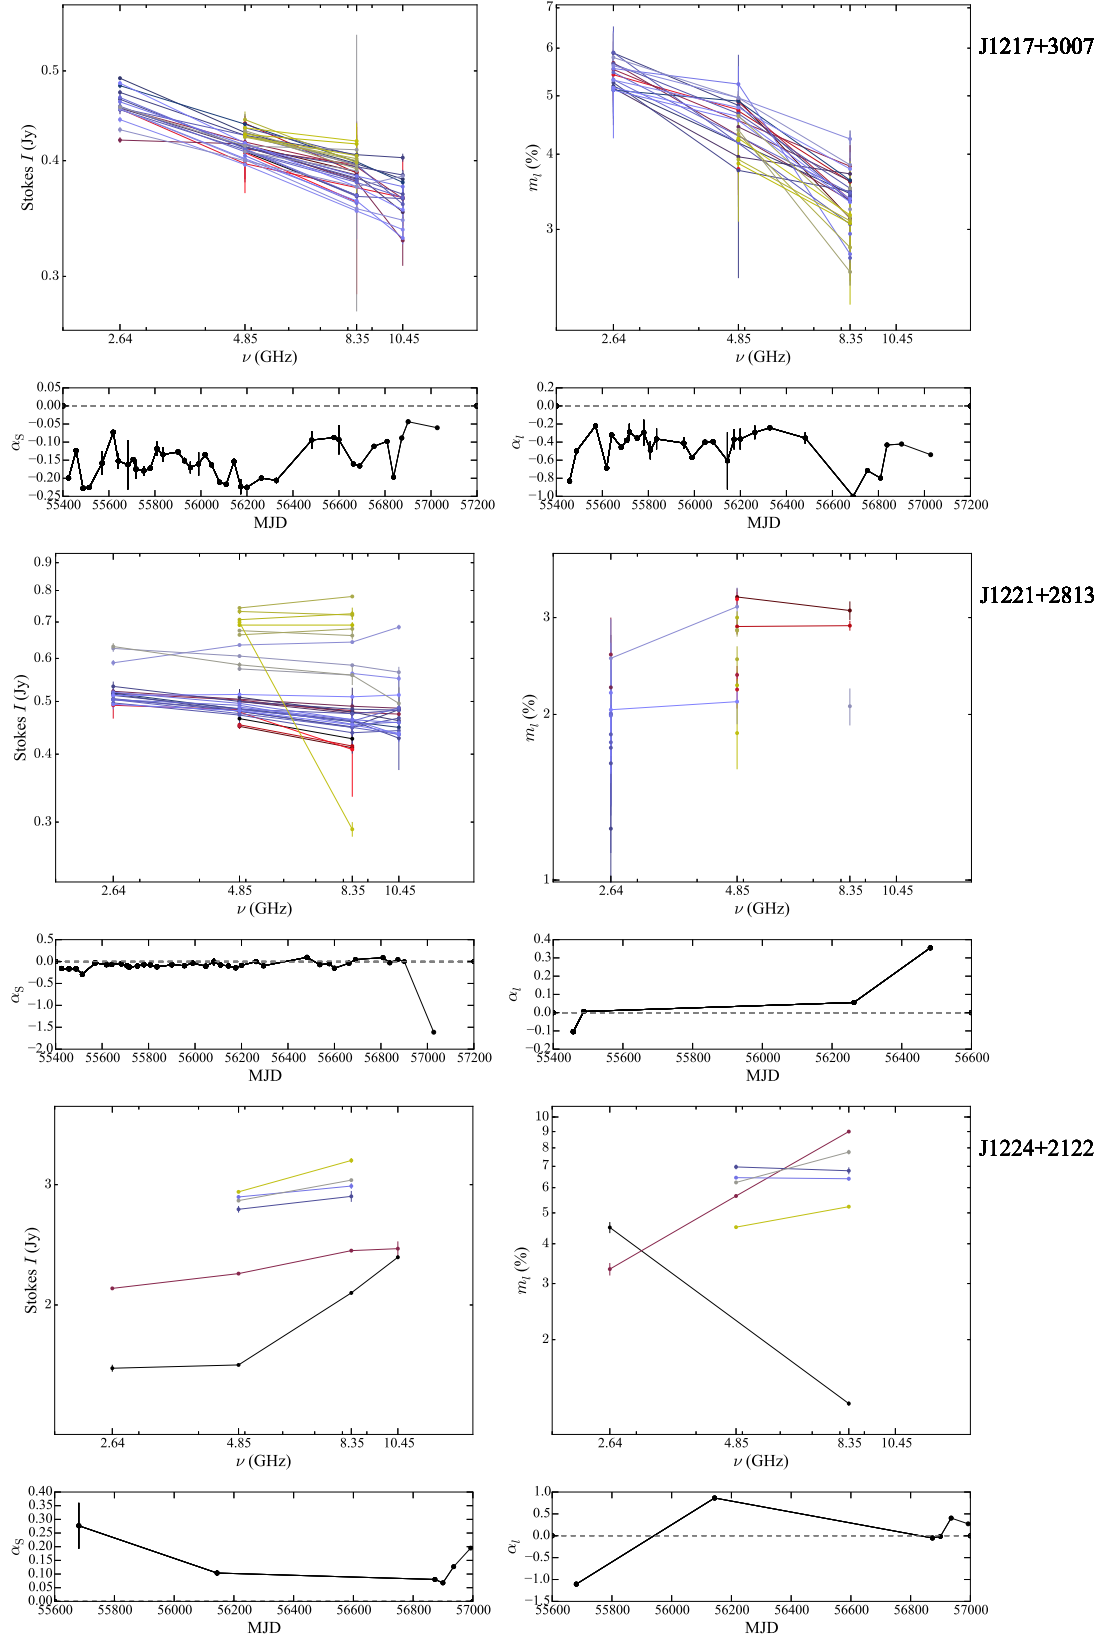 J1217+3007
7
6
5
4
3
m_l (%)
0.5
0.4
0.3
Stokes I (Jy)
2.64 4.85 8.35 10.45
ν (GHz)
2.64 4.85 8.35 10.45
ν (GHz)
0.05
0.00
−0.05
−0.10
−0.15
−0.20
−0.25
α_S
55400 55600 55800 56000 56200 56400 56600 56800 57000 57200
MJD
0.2
0.0
−0.2
−0.4
−0.6
−0.8
−1.0
α_l
55400 55600 55800 56000 56200 56400 56600 56800 57000 57200
MJD
J1221+2813
0.9
0.8
0.7
0.6
0.5
0.4
0.3
Stokes I (Jy)
2.64 4.85 8.35 10.45
ν (GHz)
3
2
1
m_l (%)
2.64 4.85 8.35 10.45
ν (GHz)
0.5
0.0
−0.5
−1.0
−1.5
−2.0
α_S
55400 55600 55800 56000 56200 56400 56600 56800 57000 57200
MJD
0.4
0.3
0.2
0.1
0.0
−0.1
−0.2
α_l
55400 55600 55800 56000 56200 56400 56600
MJD
J1224+2122
3
2
Stokes I (Jy)
2.64 4.85 8.35 10.45
ν (GHz)
10
9
8
7
6
5
4
3
2
m_l (%)
2.64 4.85 8.35 10.45
ν (GHz)
0.40
0.35
0.30
0.25
0.20
0.15
0.10
0.05
0.00
α_S
55600 55800 56000 56200 56400 56600 56800 57000
MJD
1.0
0.5
0.0
−0.5
−1.0
−1.5
α_l
55600 55800 56000 56200 56400 56600 56800 57000
MJD